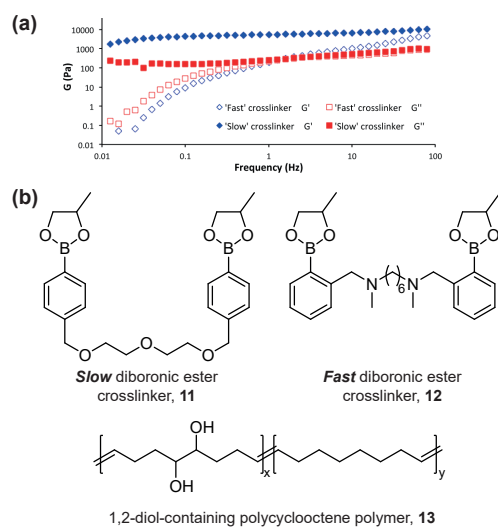 (a)
G (Pa)
10000
1000
100
10
1
0.1
0.01
0.01
0.1
1
10
100
Frequency (Hz)
'Fast' crosslinker G'
'Fast' crosslinker G''
'Slow' crosslinker G'
'Slow' crosslinker G''
(b)
O O
B
O O
B
O O
B
O O
B
O O O
N ( )6 N
Slow diboronic ester
crosslinker, 11
Fast diboronic ester
crosslinker, 12
OH
OH
x
y
1,2-diol-containing polycyclooctene polymer, 13